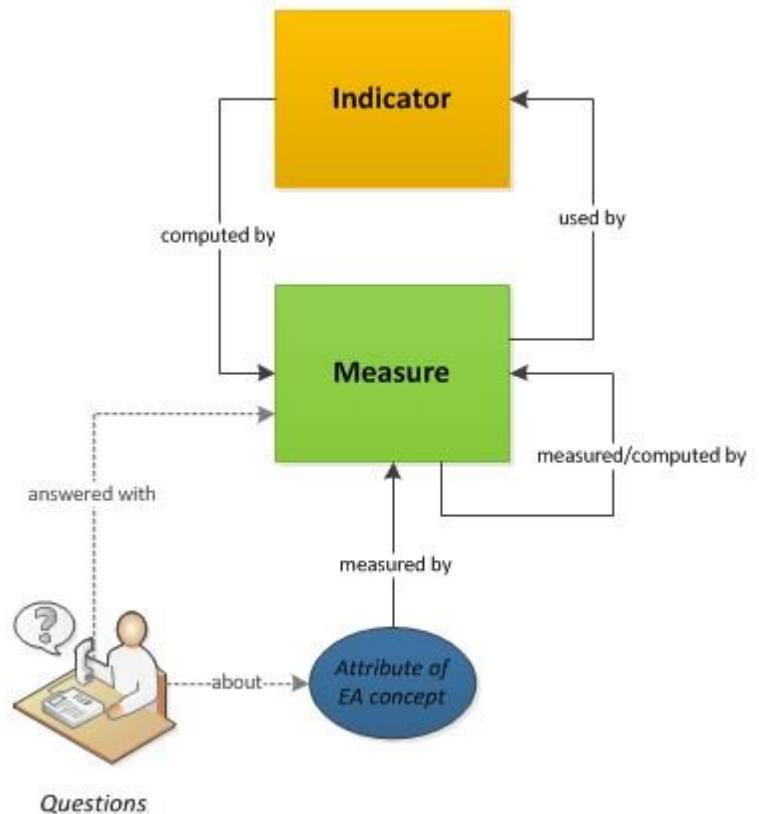 Indicator
computed by
used by
Measure
measured/computed by
answered with
measured by
?
Attribute of
EA concept
about
Questions